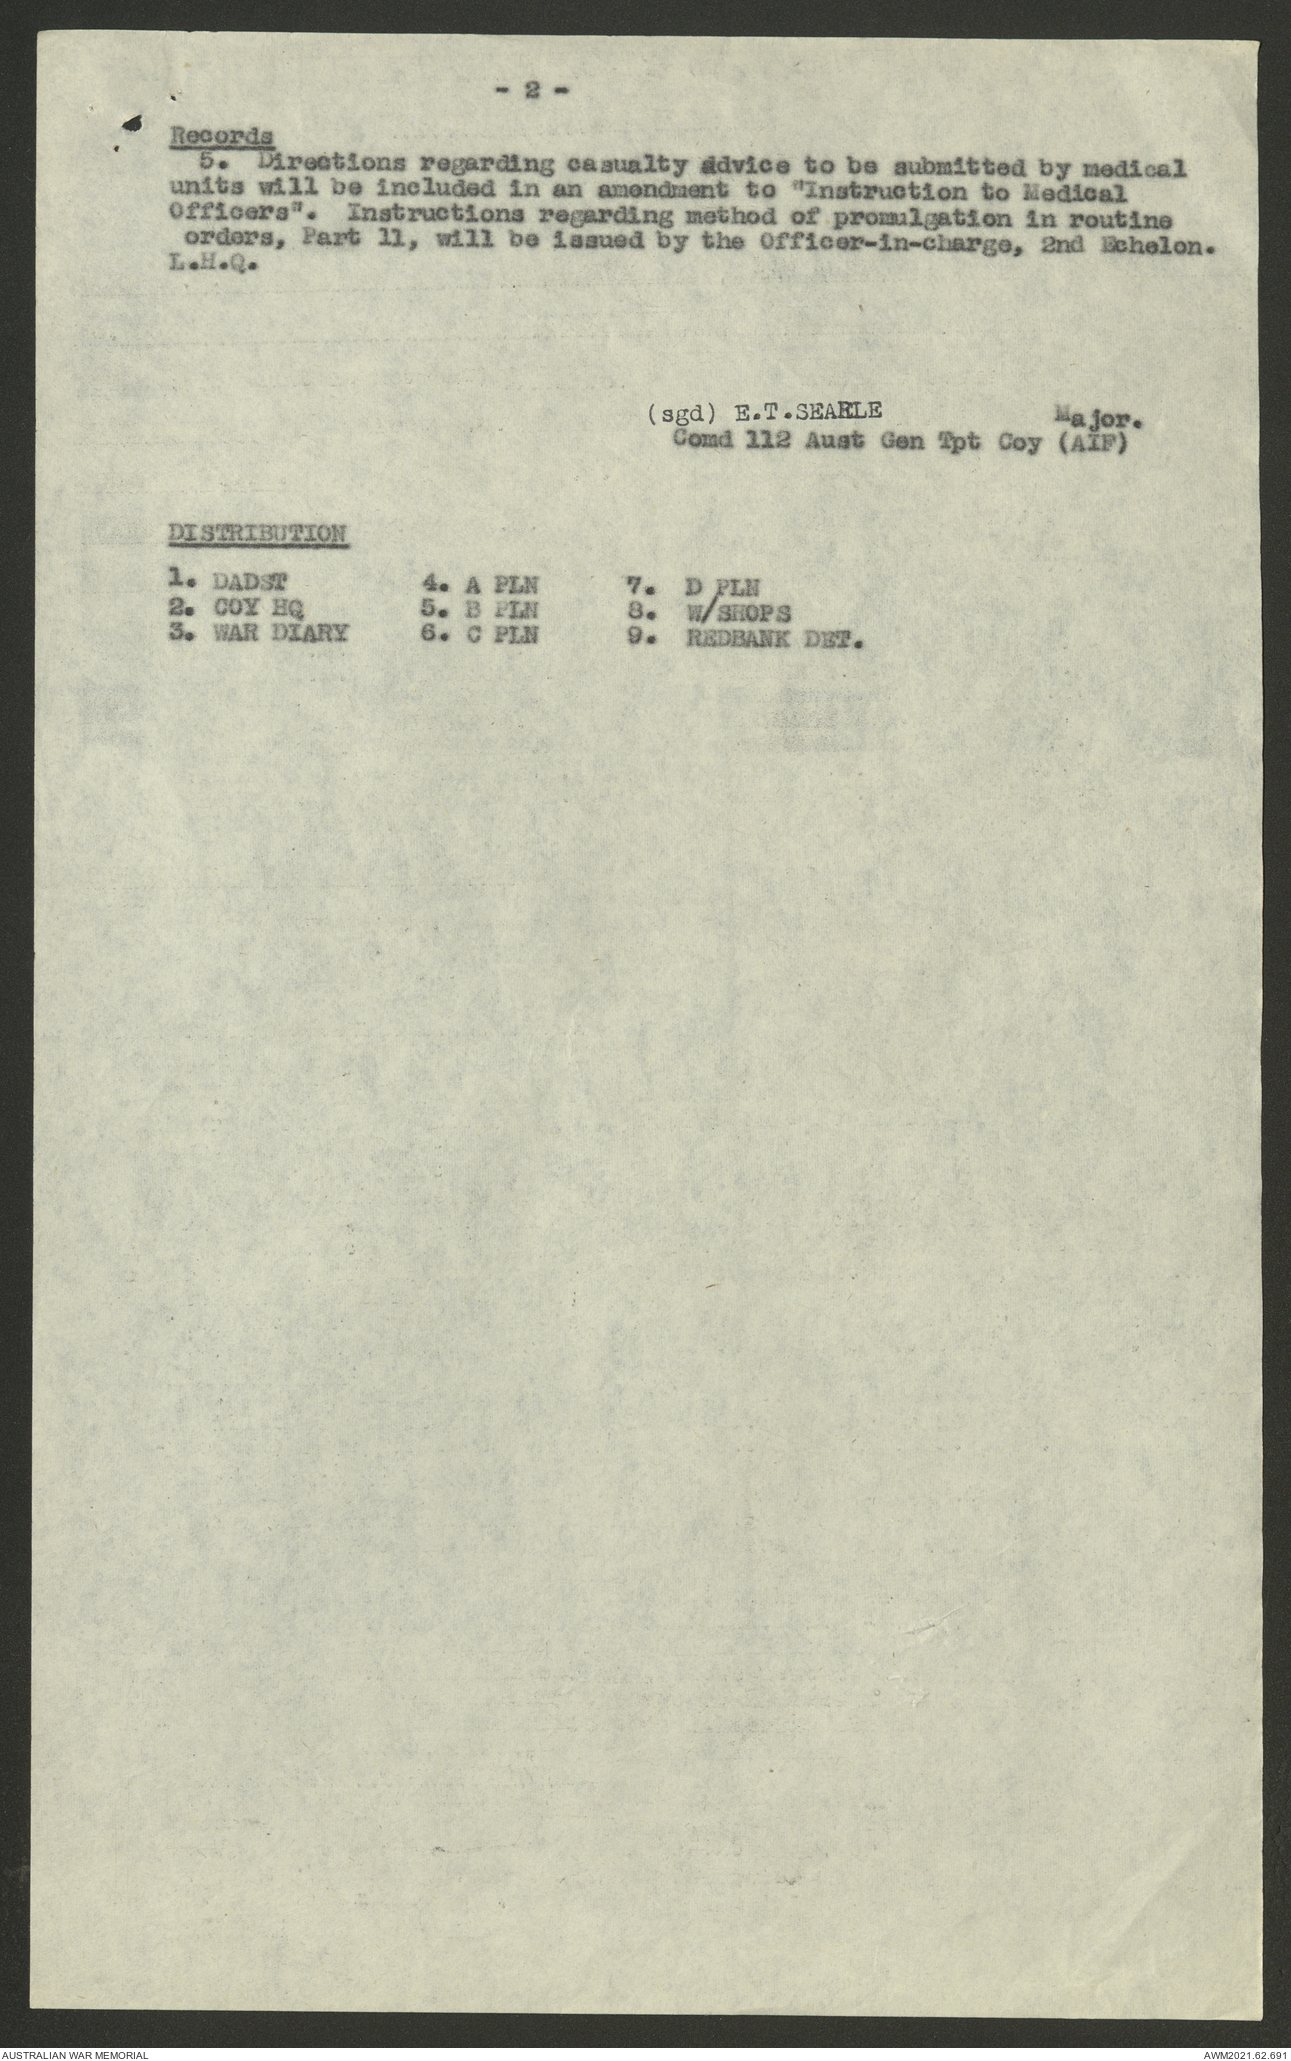 - 2 -
Records
5. Directions regarding casualty advice to be submitted by medical
units will be included in an amendment to "Instruction to Medical
Officers". Instructions regarding method of promulgation in routine
orders, Part 11, will be issued by the Officer-in-charge, 2nd Echelon.
L.H.Q.
(sgd) E.T.SEARLE Major.
Comd 112 Aust Gen Tpt Coy (AIF)
DISTRIBUTION
1. DADST 4. A PLN 7. D PLN
2. COY HQ 5. B PLN 8. W/SHOPS
3. WAR DIARY 6. C PLN 9. REDBANK DET.
AUSTRALIAN WAR MEMORIAL AWM2021.62.691